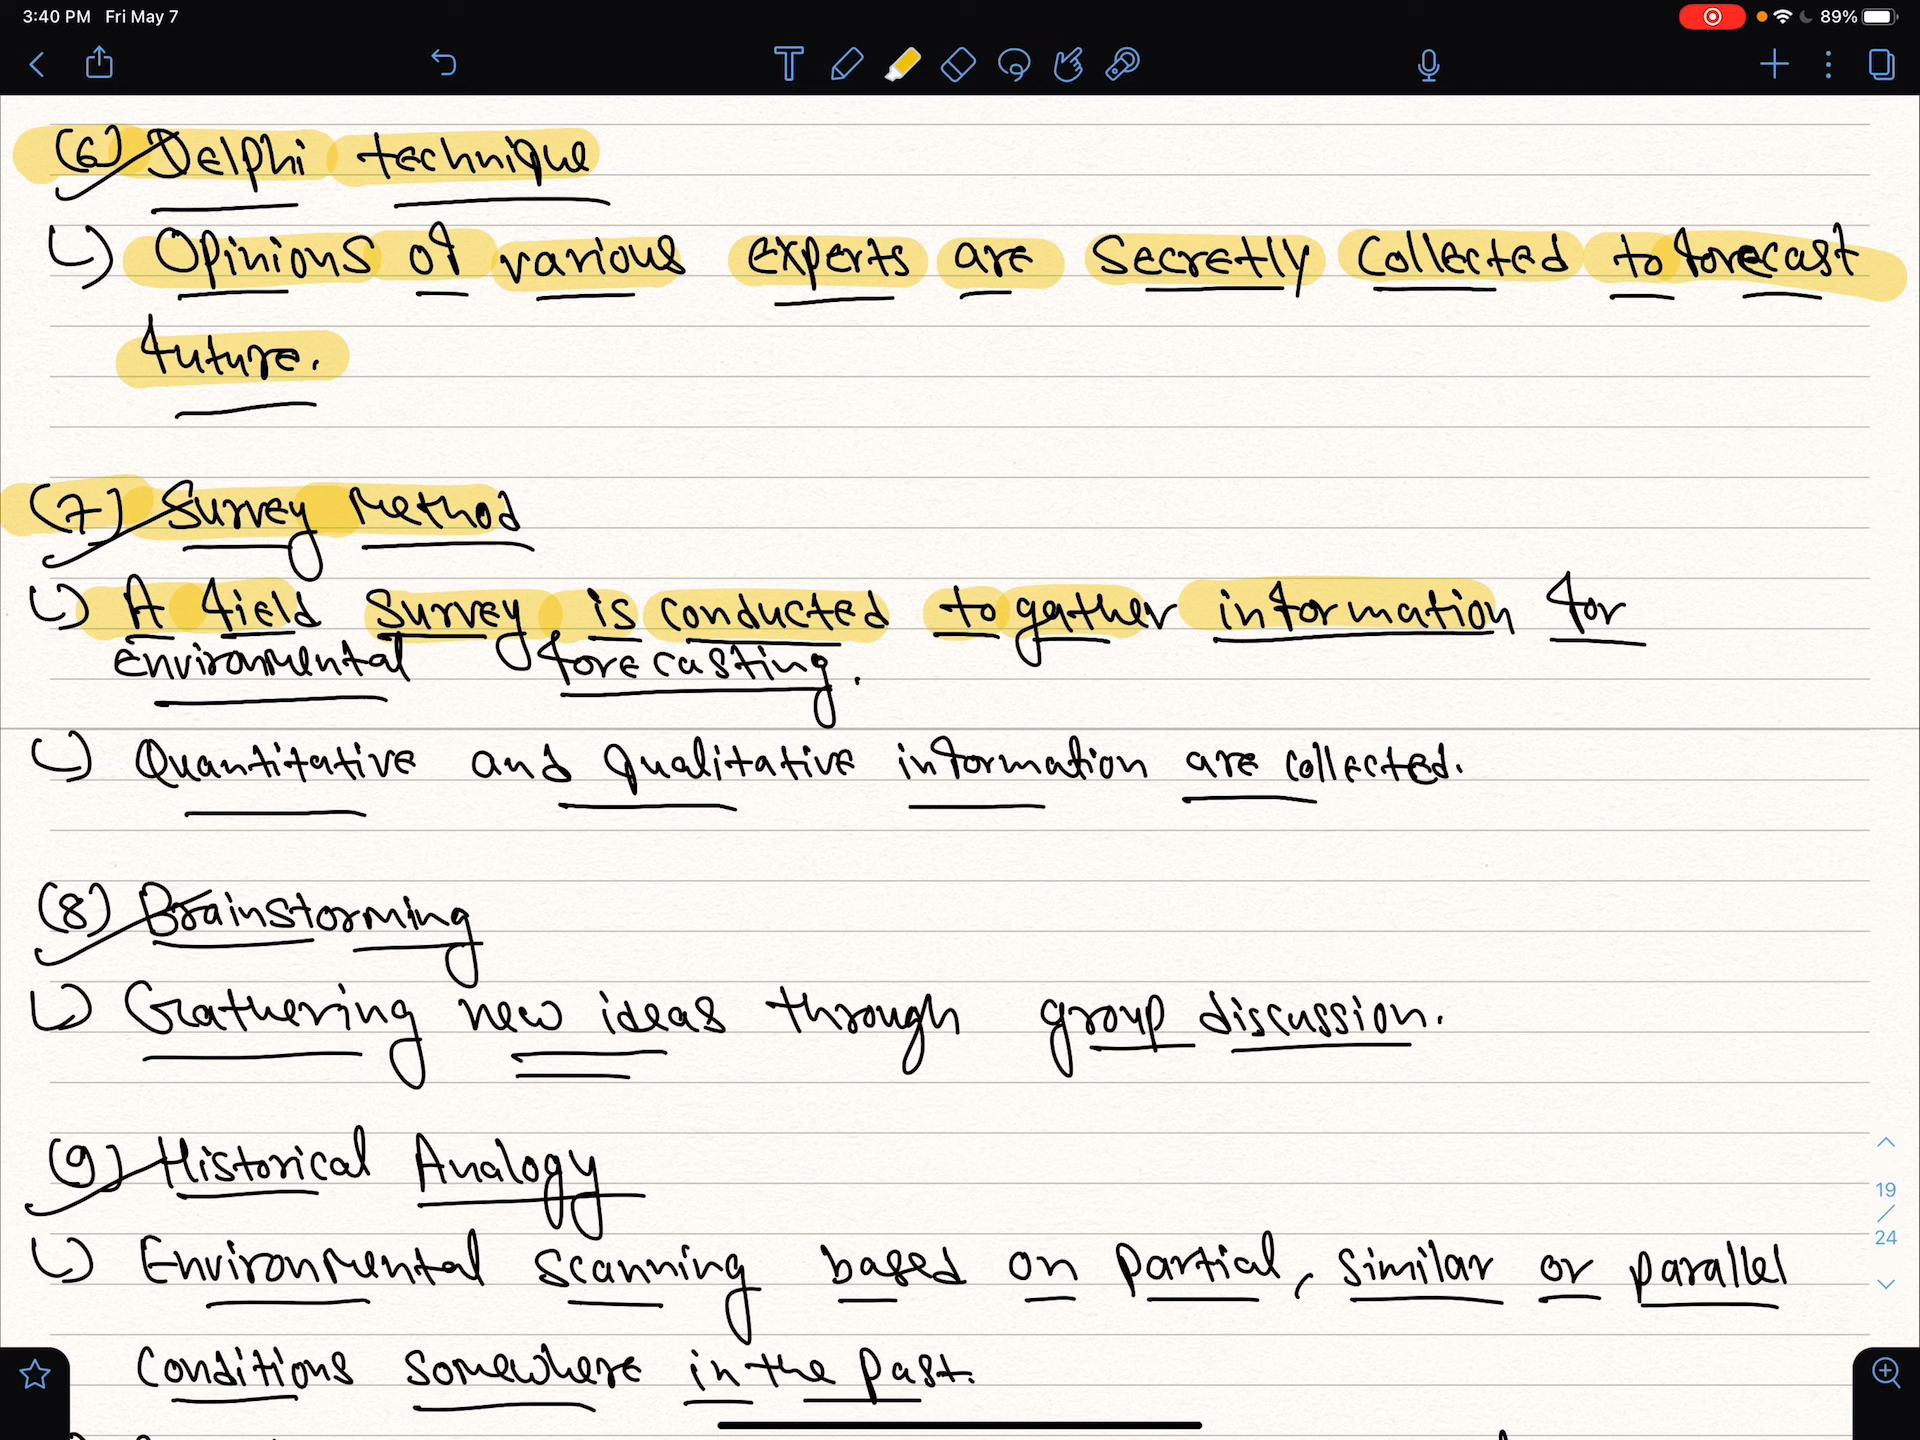 3:40 PM Fri May 7
89%
(6) Delphi technique
Opinions of various experts are secretly collected to forecast
future.
(7) Survey Method
A field survey is conducted to gather information for
environmental forecasting.
Quantitative and qualitative information are collected.
(8) Brainstorming
Gathering new ideas through group discussion.
(9) Historical Analogy
19
/
24
Environmental scanning based on partial, similar or parallel
conditions somewhere in the past.